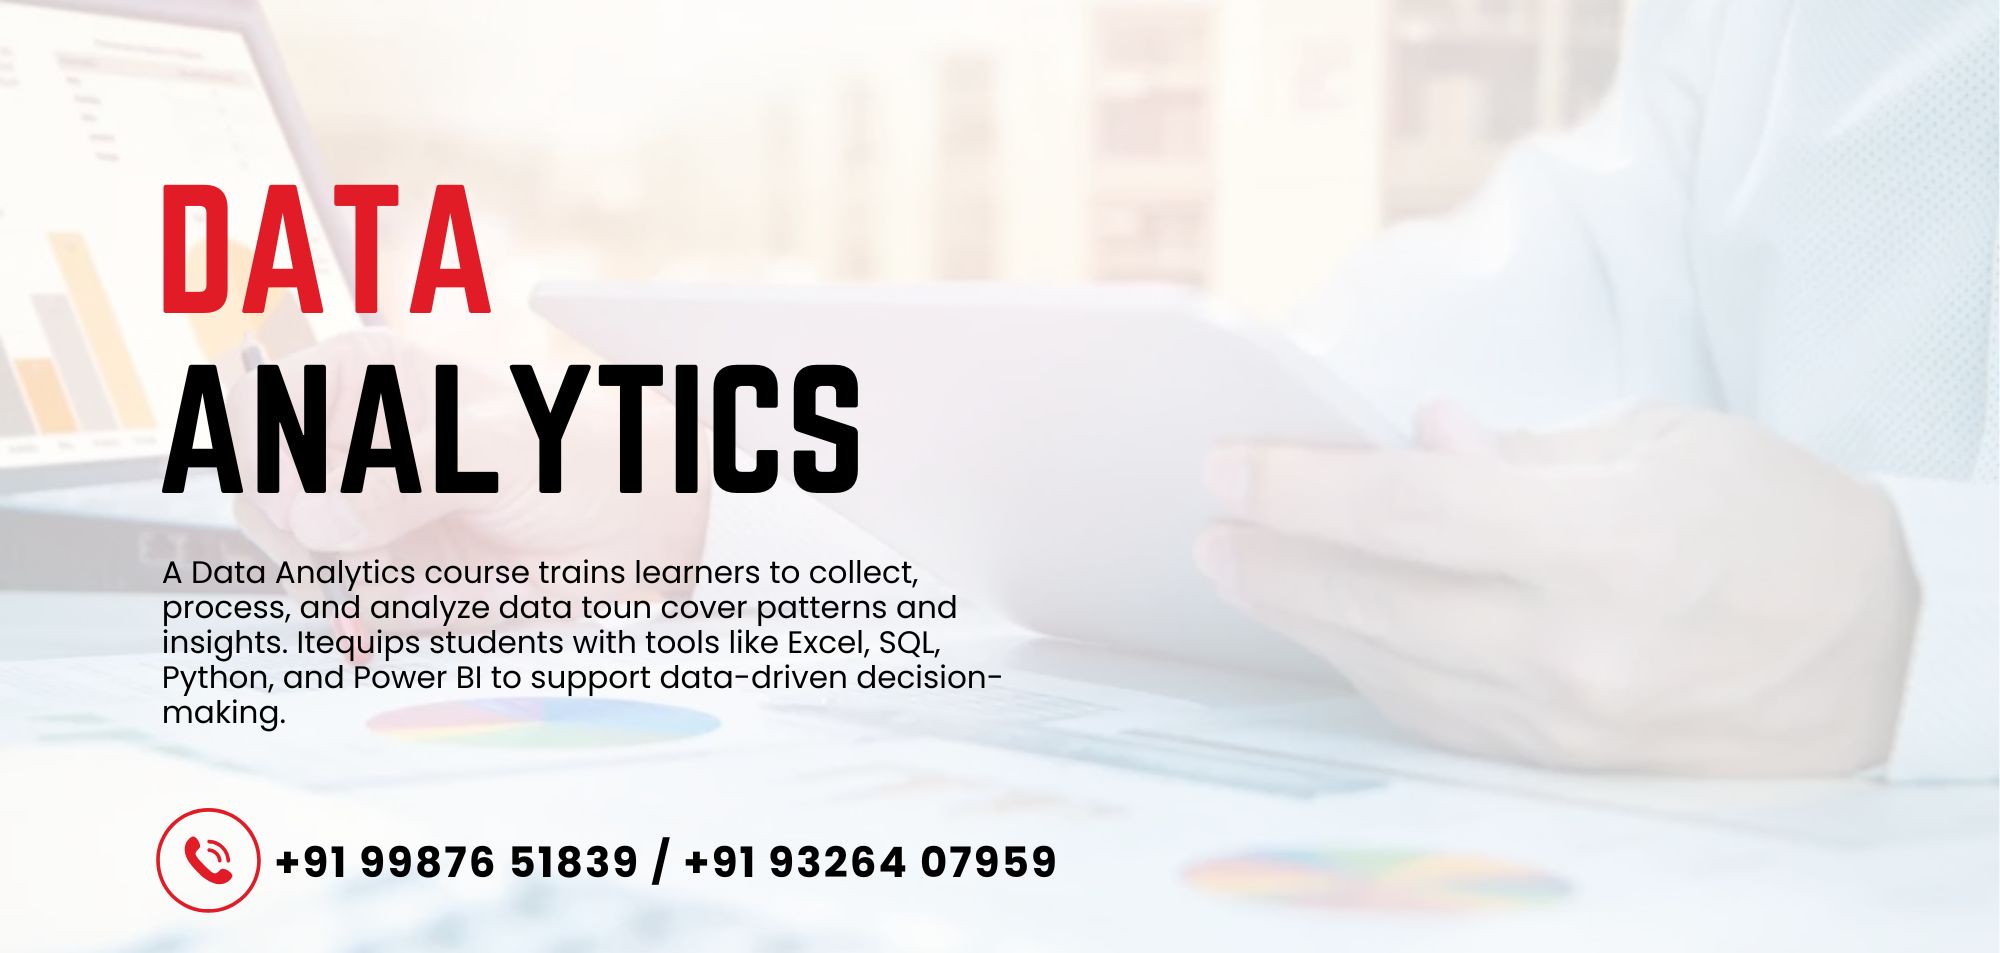 DATA
ANALYTICS
A Data Analytics course trains learners to collect,
process, and analyze data toun cover patterns and
insights. Itequips students with tools like Excel, SQL,
Python, and Power BI to support data-driven decision-
making.
+91 99876 51839 / +91 93264 07959